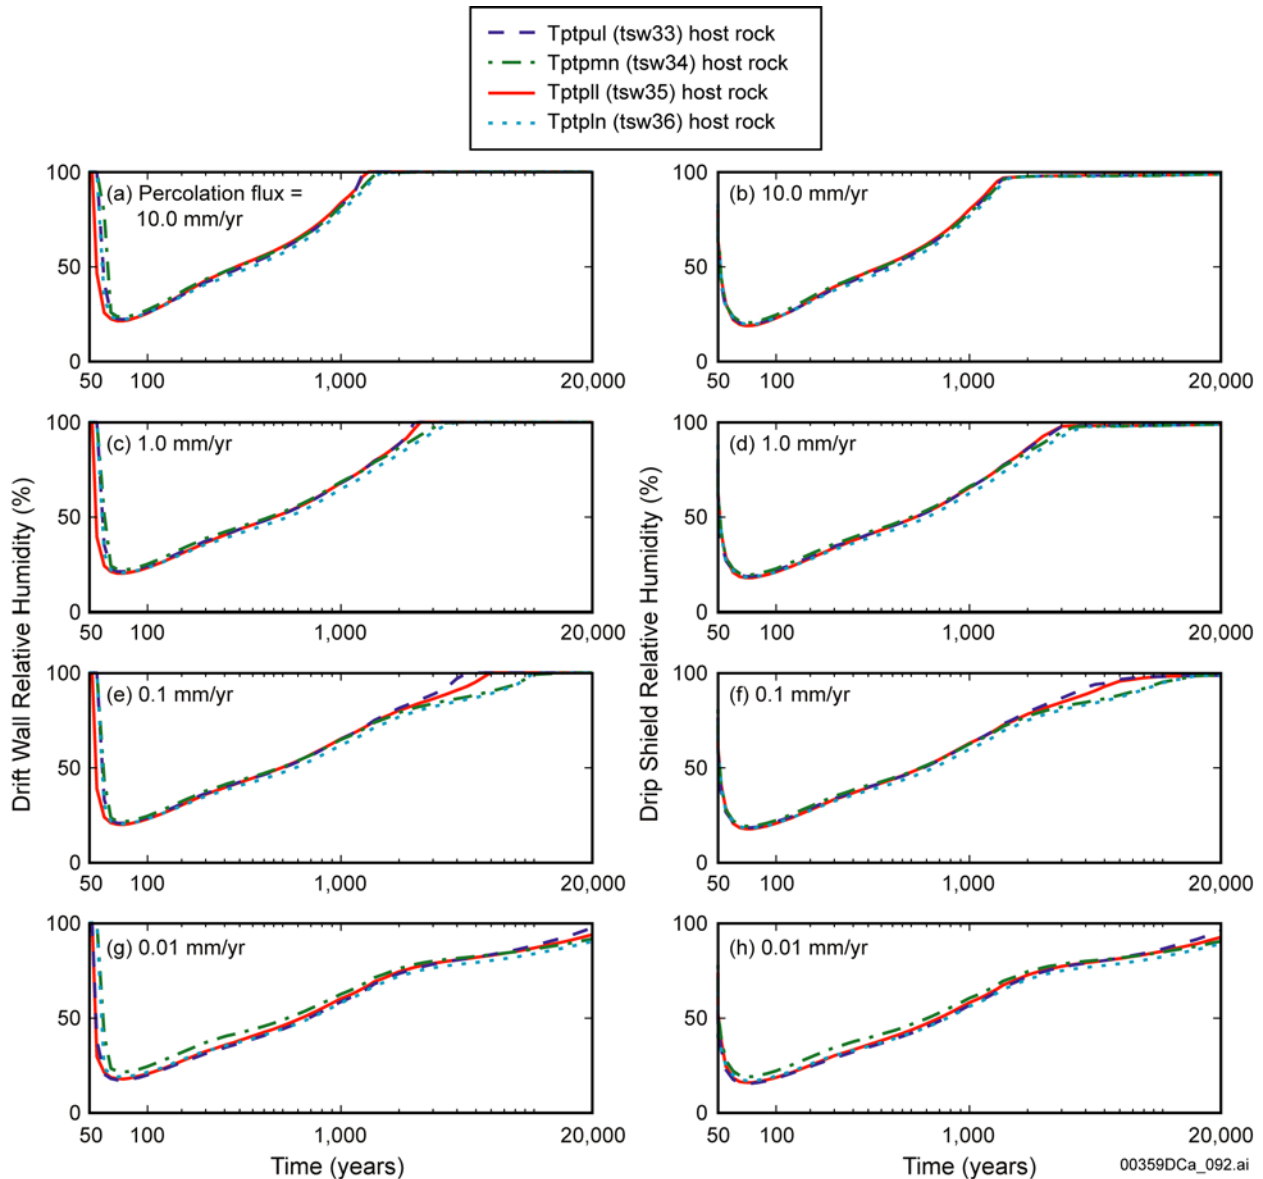 Tptpul (tsw33) host rock
Tptpmn (tsw34) host rock
Tptpll (tsw35) host rock
Tptpln (tsw36) host rock
100
(a) Percolation flux =
10.0 mm/yr
50
0
50 100 1,000 20,000
100
(b) 10.0 mm/yr
50
0
50 100 1,000 20,000
100
(c) 1.0 mm/yr
50
0
50 100 1,000 20,000
100
(d) 1.0 mm/yr
50
0
50 100 1,000 20,000
Drift Wall Relative Humidity (%)
Drip Shield Relative Humidity (%)
100
(e) 0.1 mm/yr
50
0
50 100 1,000 20,000
100
(f) 0.1 mm/yr
50
0
50 100 1,000 20,000
100
(g) 0.01 mm/yr
50
0
50 100 1,000 20,000
Time (years)
100
(h) 0.01 mm/yr
50
0
50 100 1,000 20,000
Time (years)
00359DCa_092.ai